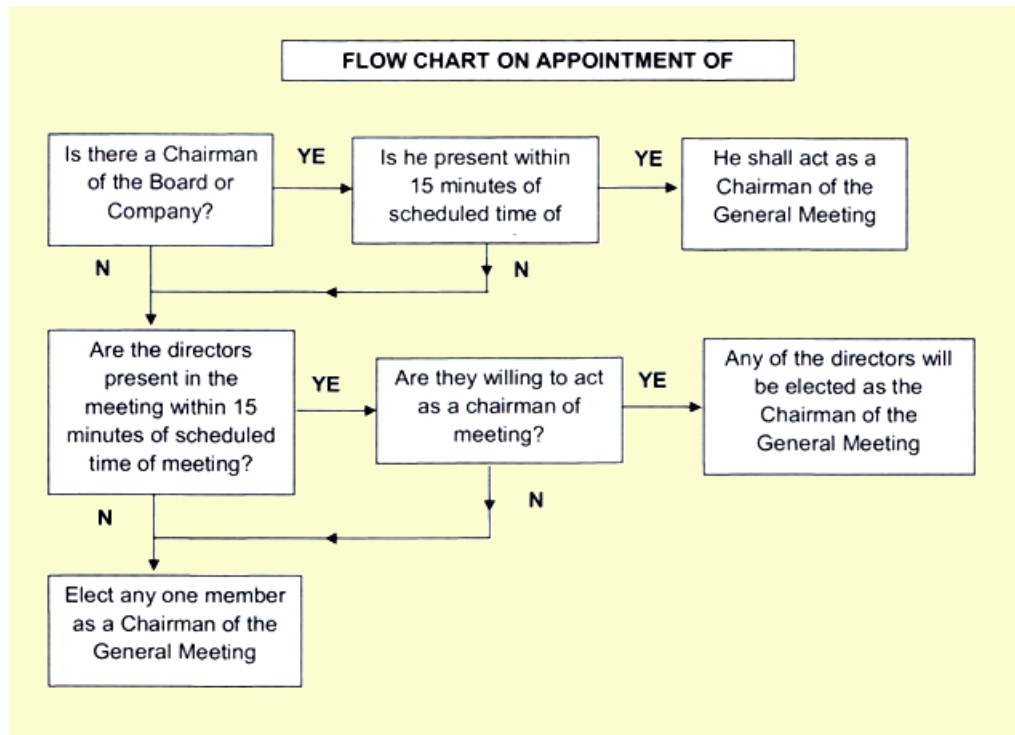 FLOW CHART ON APPOINTMENT OF
Is there a Chairman
of the Board or
Company?
YE
Is he present within
15 minutes of
scheduled time of
YE
He shall act as a
Chairman of the
General Meeting
N
N
Are the directors
present in the
meeting within 15
minutes of scheduled
time of meeting?
YE
Are they willing to act
as a chairman of
meeting?
YE
Any of the directors will
be elected as the
Chairman of the
General Meeting
N
N
Elect any one member
as a Chairman of the
General Meeting